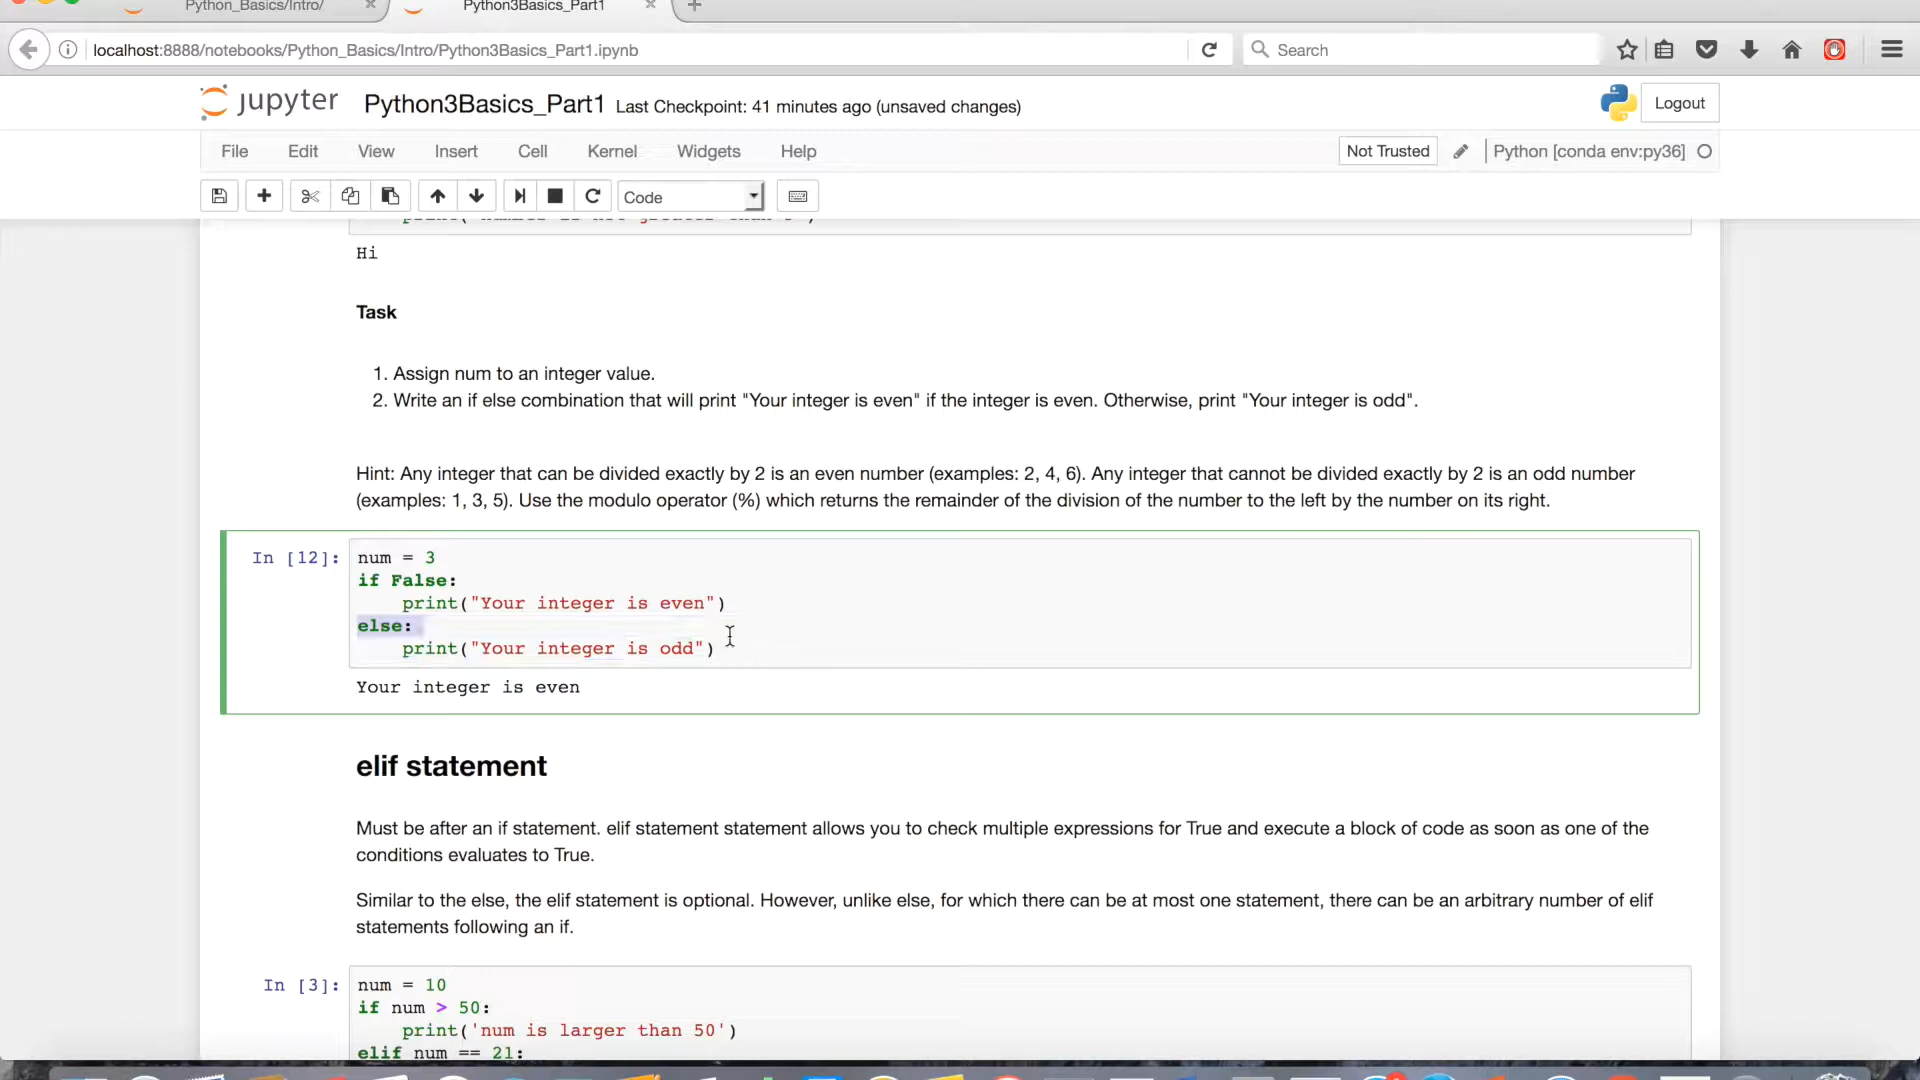 Python_Basics/Intro/
Python3Basics_Part1
localhost:8888/notebooks/Python_Basics/Intro/Python3Basics_Part1.ipynb
Search
jupyter Python3Basics_Part1 Last Checkpoint: 41 minutes ago (unsaved changes)
Logout
File Edit View Insert Cell Kernel Widgets Help
Not Trusted
Python [conda env:py36]
Code
Hi
Task
1. Assign num to an integer value.
2. Write an if else combination that will print "Your integer is even" if the integer is even. Otherwise, print "Your integer is odd".
Hint: Any integer that can be divided exactly by 2 is an even number (examples: 2, 4, 6). Any integer that cannot be divided exactly by 2 is an odd number
(examples: 1, 3, 5). Use the modulo operator (%) which returns the remainder of the division of the number to the left by the number on its right.
In [12]: num = 3
if False:
print("Your integer is even")
else:
print("Your integer is odd")
Your integer is even
elif statement
Must be after an if statement. elif statement statement allows you to check multiple expressions for True and execute a block of code as soon as one of the
conditions evaluates to True.
Similar to the else, the elif statement is optional. However, unlike else, for which there can be at most one statement, there can be an arbitrary number of elif
statements following an if.
In [3]: num = 10
if num > 50:
print('num is larger than 50')
elif num == 21: